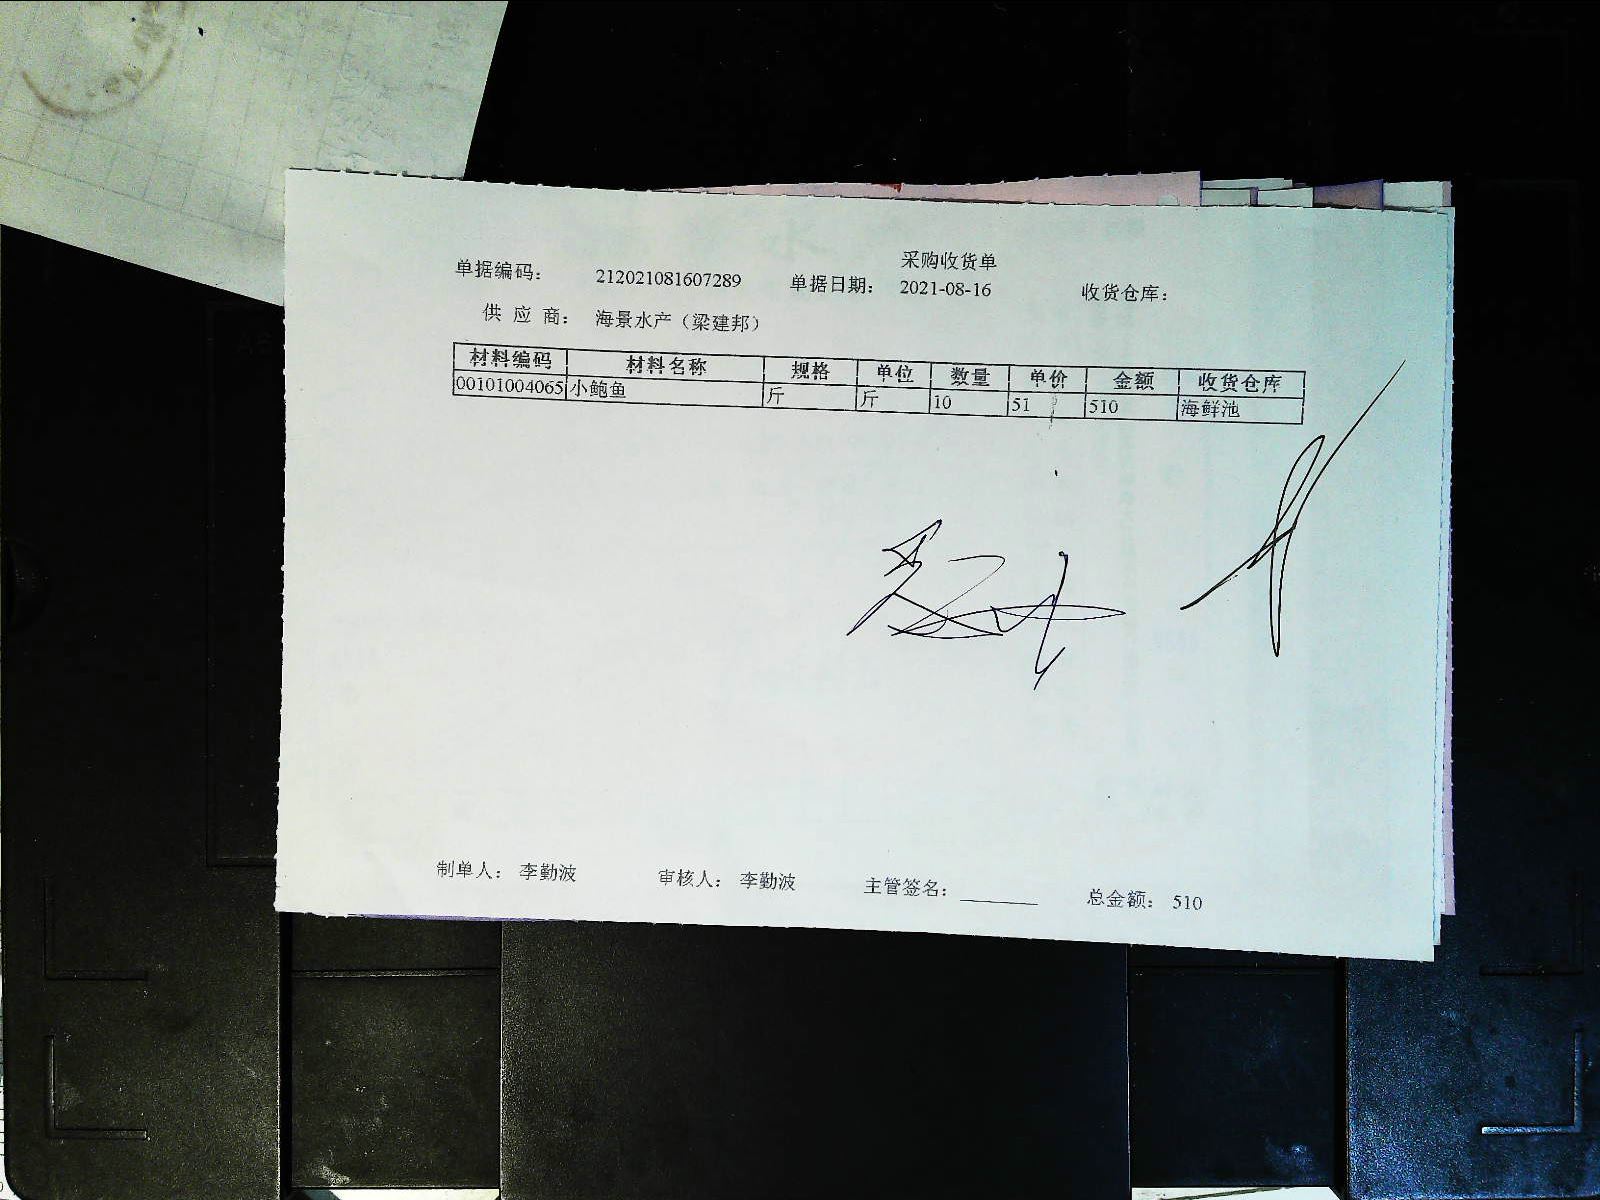 采购收货单
单据编码： 212021081607289 单据日期： 2021-08-16 收货仓库：
供 应 商： 海景水产（梁建邦）
材料编码 材料名称 规格 单位 数量 单价 金额 收货仓库
00101004065 小鲍鱼 斤 斤 10 51 510 海鲜池
制单人： 李勤波 审核人： 李勤波 主管签名：________ 总金额： 510